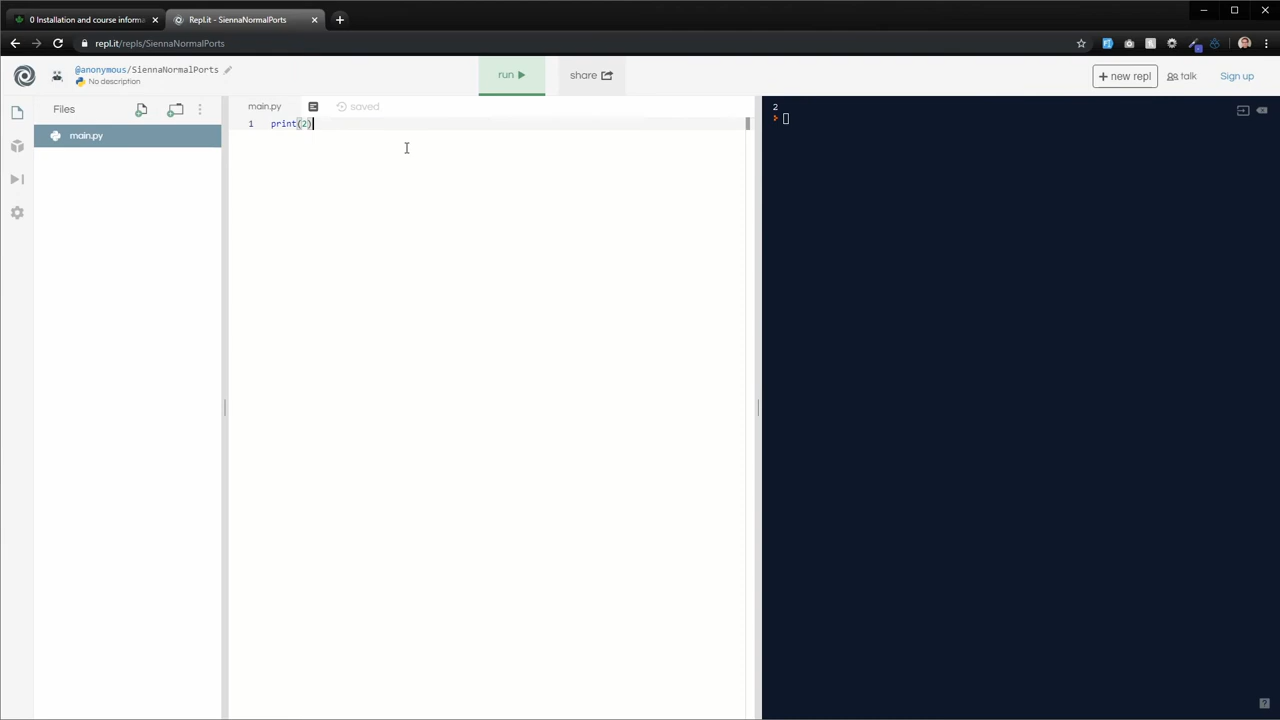 0 Installation and course informa
Repl.it - SiennaNormalPorts
repl.it/repls/SiennaNormalPorts
@anonymous/SiennaNormalPorts
No description
run
share
+ new repl
talk
Sign up
Files
main.py
saved
main.py
1 print(2)
2